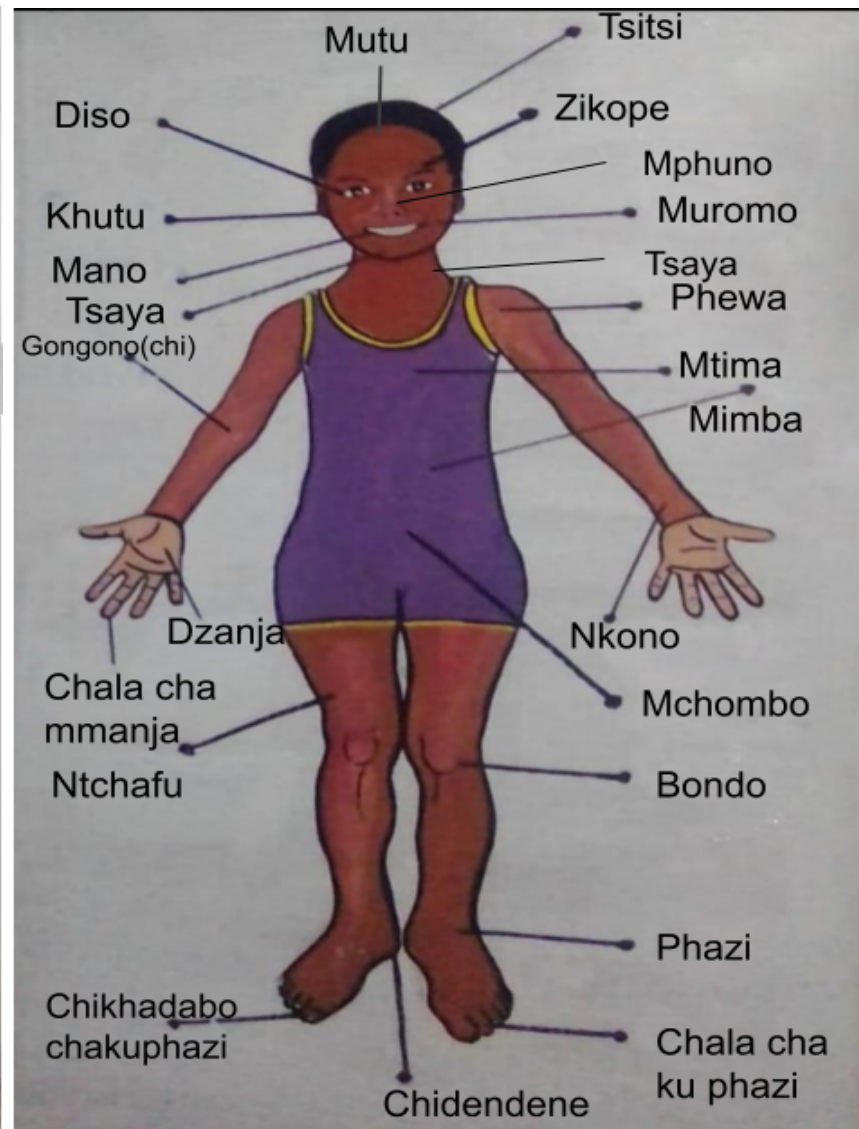 Mutu
Tsitsi
Diso
Zikope
Mphuno
Khutu
Muromo
Mano
Tsaya
Tsaya
Phewa
Gongono(chi)
Mtima
Mimba
Dzanja
Nkono
Chala cha
mmanja
Mchombo
Ntchafu
Bondo
Phazi
Chikhadabo
chakuphazi
Chala cha
ku phazi
Chidendene